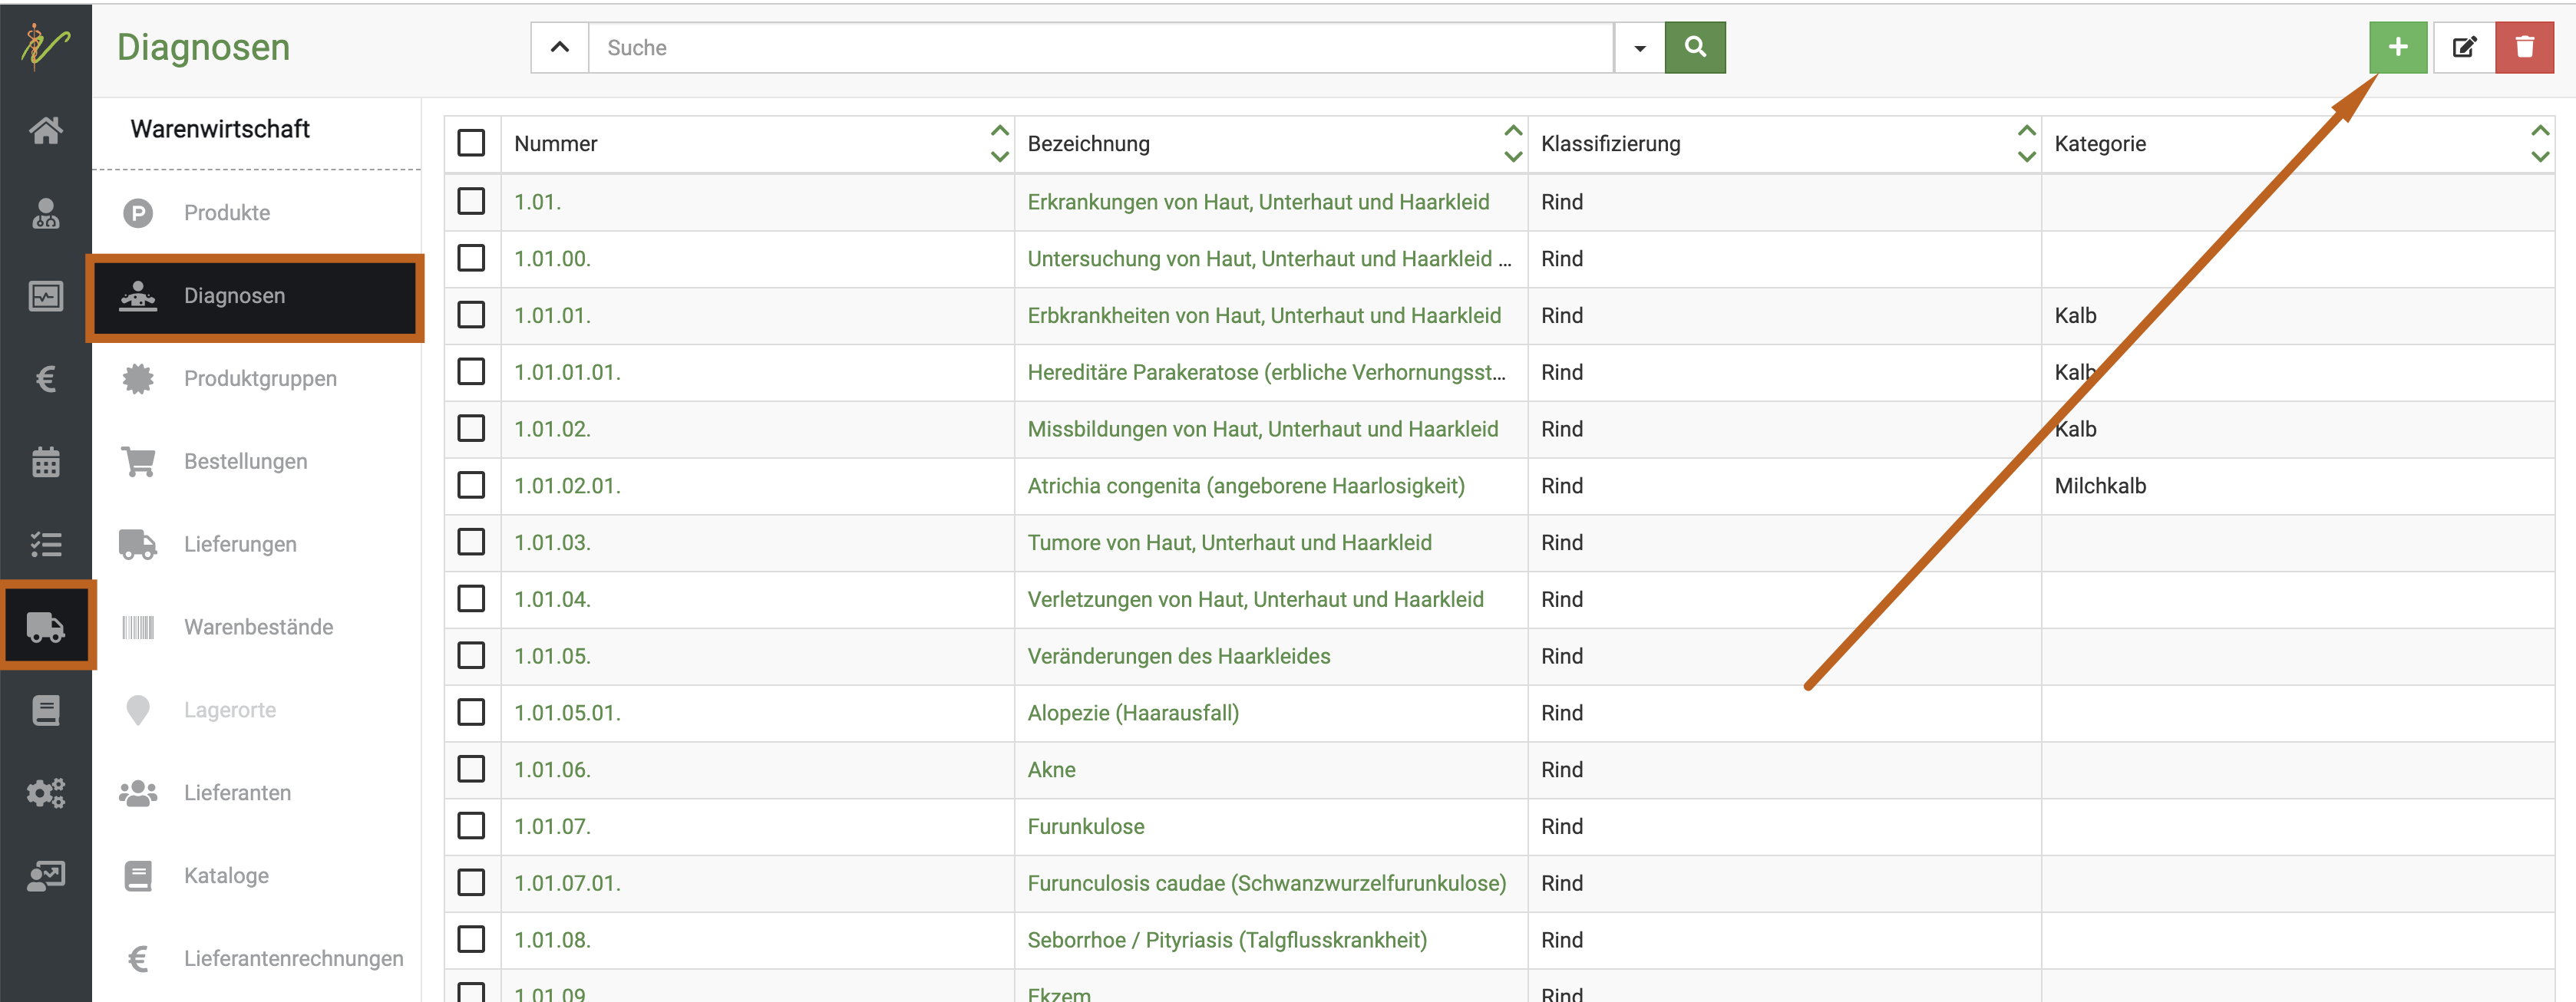 Diagnosen
Suche
Warenwirtschaft
Produkte
Diagnosen
Produktgruppen
Bestellungen
Lieferungen
Warenbestände
Lagerorte
Lieferanten
Kataloge
Lieferantenrechnungen
Nummer Bezeichnung Klassifizierung Kategorie
1.01. Erkrankungen von Haut, Unterhaut und Haarkleid Rind
1.01.00. Untersuchung von Haut, Unterhaut und Haarkleid ... Rind
1.01.01. Erbkrankheiten von Haut, Unterhaut und Haarkleid Rind Kalb
1.01.01.01. Hereditäre Parakeratose (erbliche Verhornungsst... Rind Kalb
1.01.02. Missbildungen von Haut, Unterhaut und Haarkleid Rind Kalb
1.01.02.01. Atrichia congenita (angeborene Haarlosigkeit) Rind Milchkalb
1.01.03. Tumore von Haut, Unterhaut und Haarkleid Rind
1.01.04. Verletzungen von Haut, Unterhaut und Haarkleid Rind
1.01.05. Veränderungen des Haarkleides Rind
1.01.05.01. Alopezie (Haarausfall) Rind
1.01.06. Akne Rind
1.01.07. Furunkulose Rind
1.01.07.01. Furunculosis caudae (Schwanzwurzelfurunkulose) Rind
1.01.08. Seborrhoe / Pityriasis (Talgflusskrankheit) Rind
1.01.09. Ekzem Rind